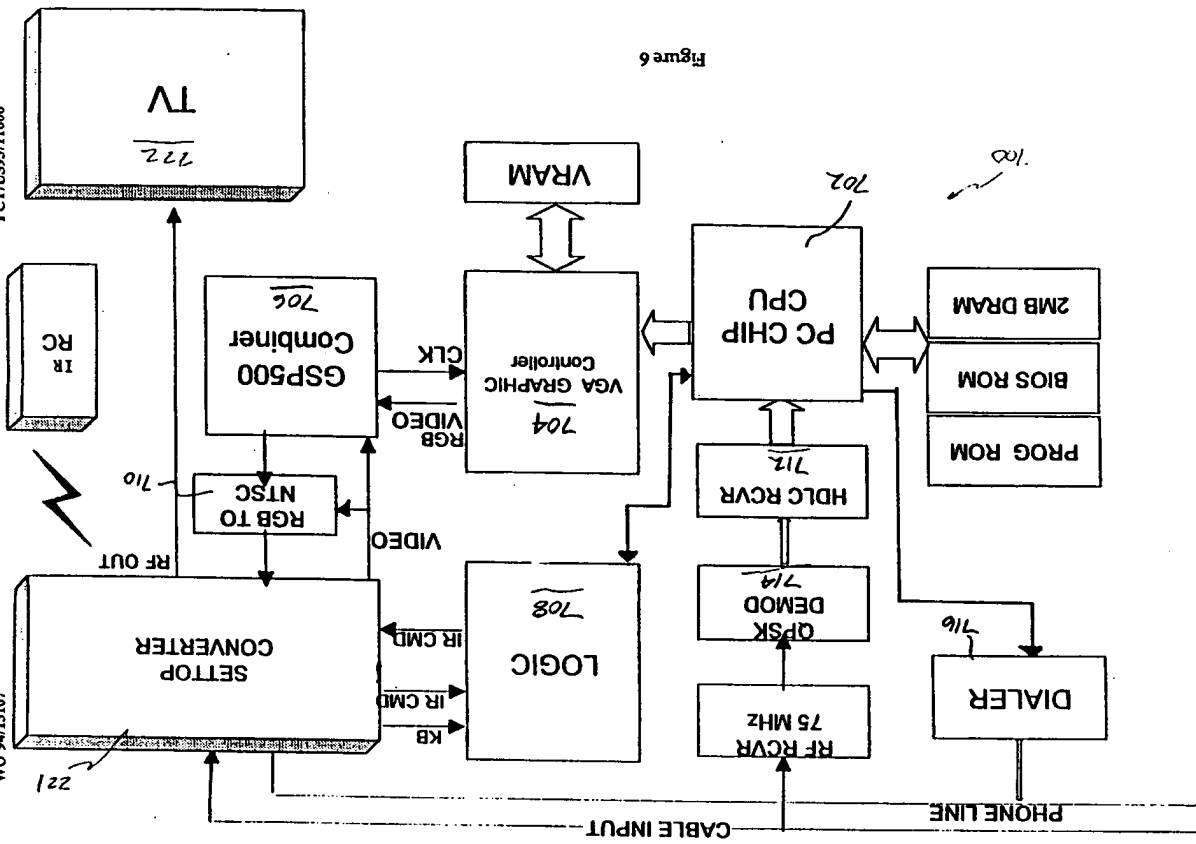 PHONE LINE
CABLE INPUT
221
DIALER
716
RF RCVR
75 MHz
KB
IR CMD
IR CMD
SETTOP
CONVERTER
QPSK
DEMOD
714
LOGIC
708
RF OUT
VIDEO
HDLC RCVR
712
RGB TO
NTSC
710
PROG ROM
BIOS ROM
2MB DRAM
PC CHIP
CPU
702
RGB
VIDEO
CLK
704
VGA GRAPHIC
Controller
GSP500
Combiner
706
IR
RC
VRAM
222
TV
Figure 6